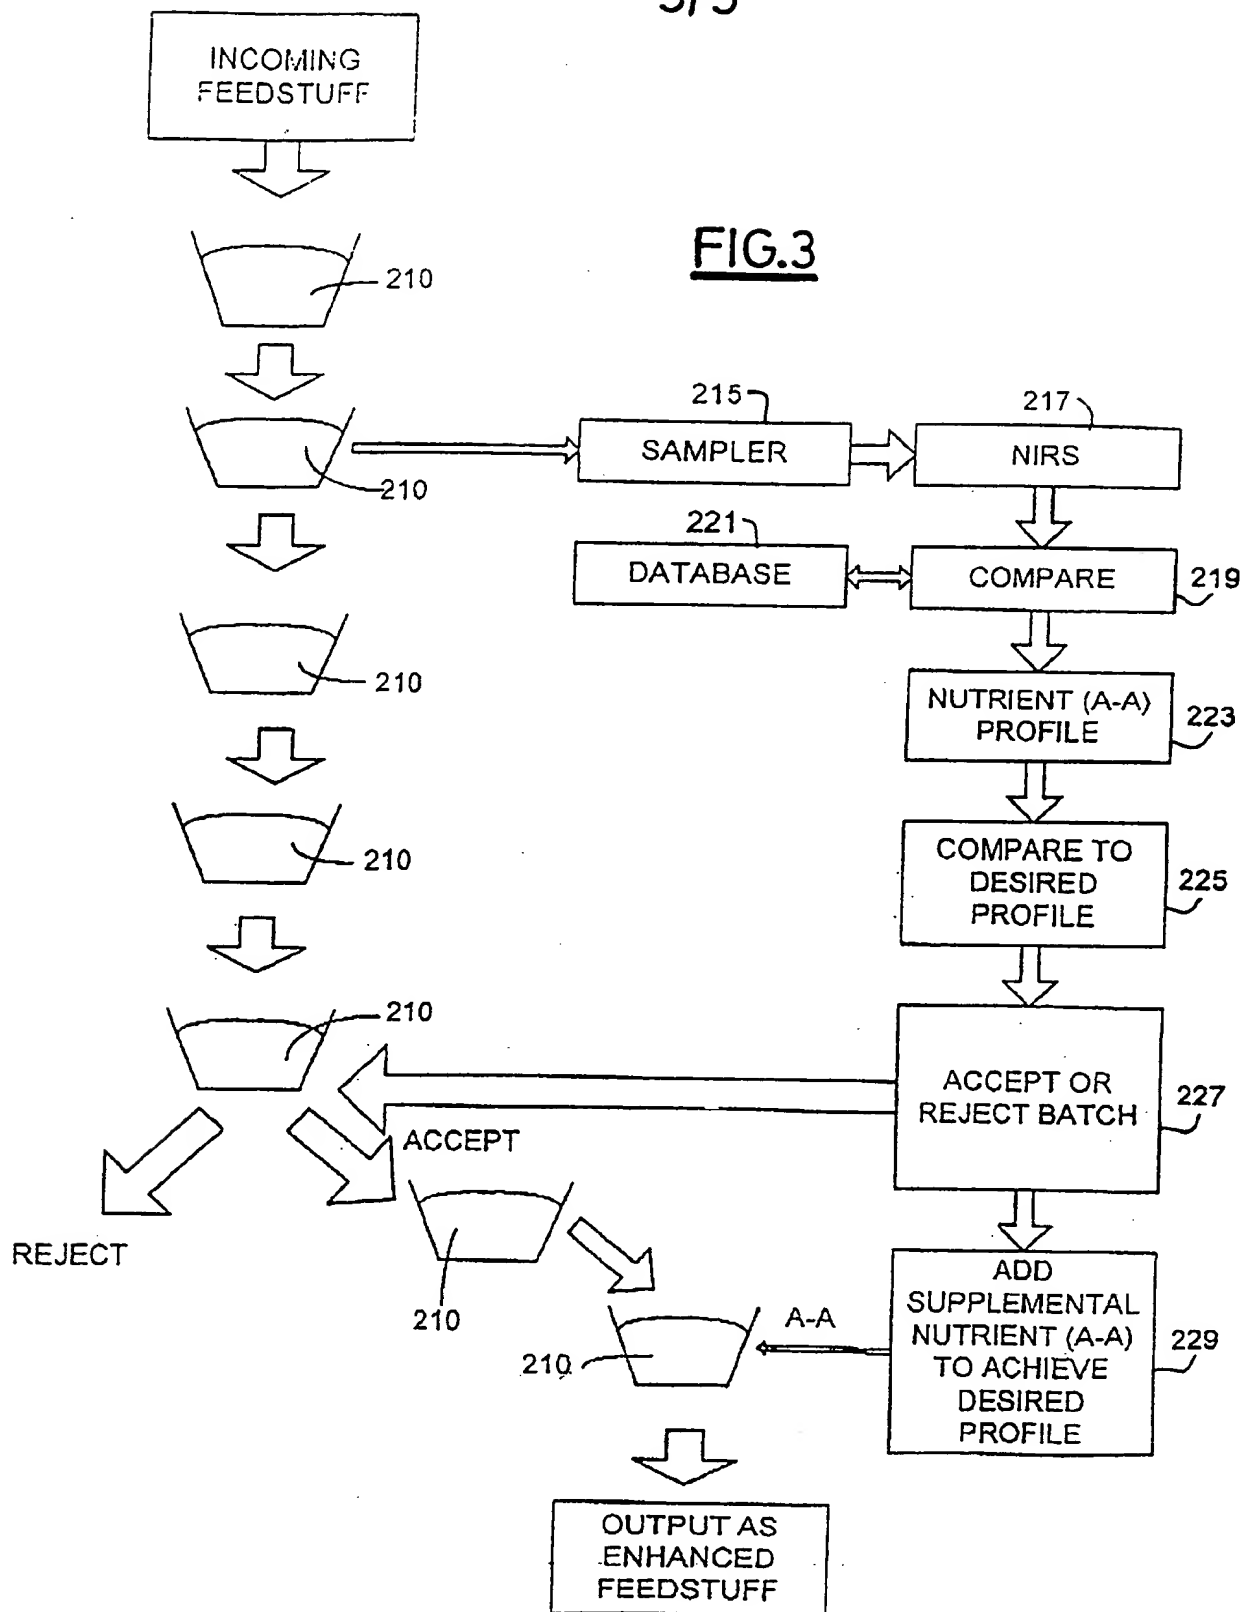 INCOMING
FEEDSTUFF
FIG.3
210
215
217
SAMPLER
NIRS
210
221
DATABASE
COMPARE
219
210
NUTRIENT (A-A)
PROFILE
223
210
COMPARE TO
DESIRED
PROFILE
225
210
ACCEPT OR
REJECT BATCH
227
ACCEPT
REJECT
210
A-A
210
ADD
SUPPLEMENTAL
NUTRIENT (A-A)
TO ACHIEVE
DESIRED
PROFILE
229
OUTPUT AS
ENHANCED
FEEDSTUFF